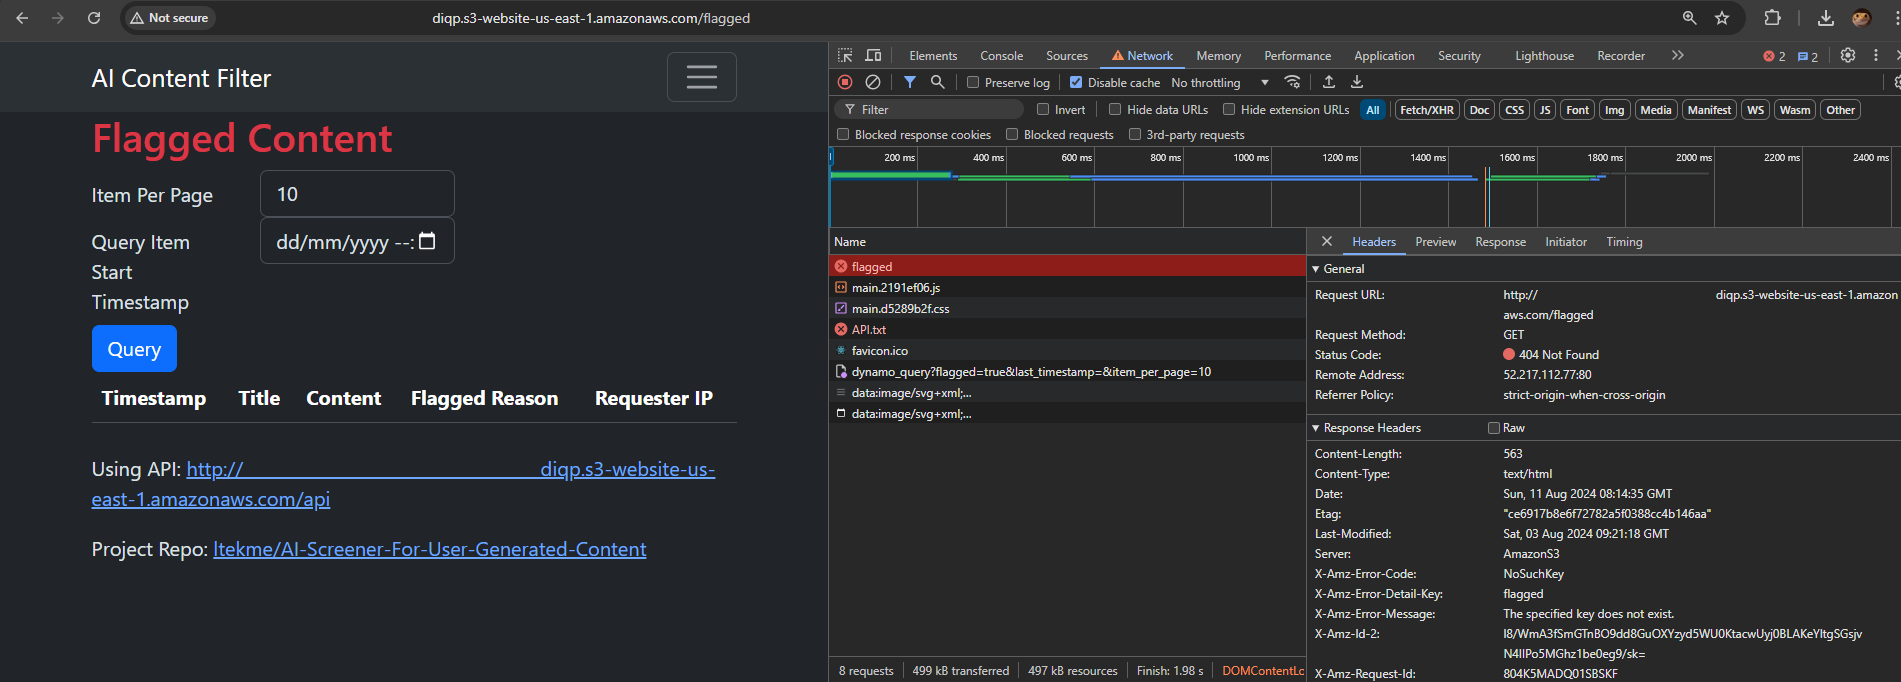 Not secure
diqp.s3-website-us-east-1.amazonaws.com/flagged
AI Content Filter
Flagged Content
Item Per Page
10
Query Item
Start
Timestamp
dd/mm/yyyy --:
Query
Timestamp Title Content Flagged Reason Requester IP
Using API: http:// diqp.s3-website-us-
east-1.amazonaws.com/api
Project Repo: ltekme/AI-Screener-For-User-Generated-Content
Elements Console Sources Network Memory Performance Application Security Lighthouse Recorder 2 2
Preserve log Disable cache No throttling
Filter Invert Hide data URLs Hide extension URLs All Fetch/XHR Doc CSS JS Font Img Media Manifest WS Wasm Other
Blocked response cookies Blocked requests 3rd-party requests
200 ms 400 ms 600 ms 800 ms 1000 ms 1200 ms 1400 ms 1600 ms 1800 ms 2000 ms 2200 ms 2400 ms
Name
flagged
main.2191ef06.js
main.d5289b2f.css
API.txt
favicon.ico
dynamo_query?flagged=true&last_timestamp=&item_per_page=10
data:image/svg+xml;...
data:image/svg+xml;...
8 requests 499 kB transferred 497 kB resources Finish: 1.98 s DOMContentLc
Headers Preview Response Initiator Timing
General
Request URL: http:// diqp.s3-website-us-east-1.amazon
aws.com/flagged
Request Method: GET
Status Code: 404 Not Found
Remote Address: 52.217.112.77:80
Referrer Policy: strict-origin-when-cross-origin
Response Headers Raw
Content-Length: 563
Content-Type: text/html
Date: Sun, 11 Aug 2024 08:14:35 GMT
Etag: "ce6917b8e6f72782a5f0388cc4b146aa"
Last-Modified: Sat, 03 Aug 2024 09:21:18 GMT
Server: AmazonS3
X-Amz-Error-Code: NoSuchKey
X-Amz-Error-Detail-Key: flagged
X-Amz-Error-Message: The specified key does not exist.
X-Amz-Id-2:
X-Amz-Request-Id: 804K5MADQ01SBSKF